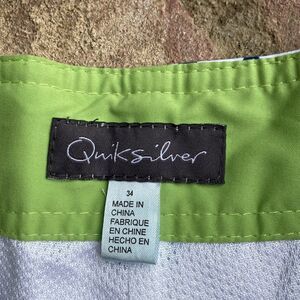 Quiksilver
34
MADE IN
CHINA
FABRIQUE
EN CHINE
HECHO EN
CHINA